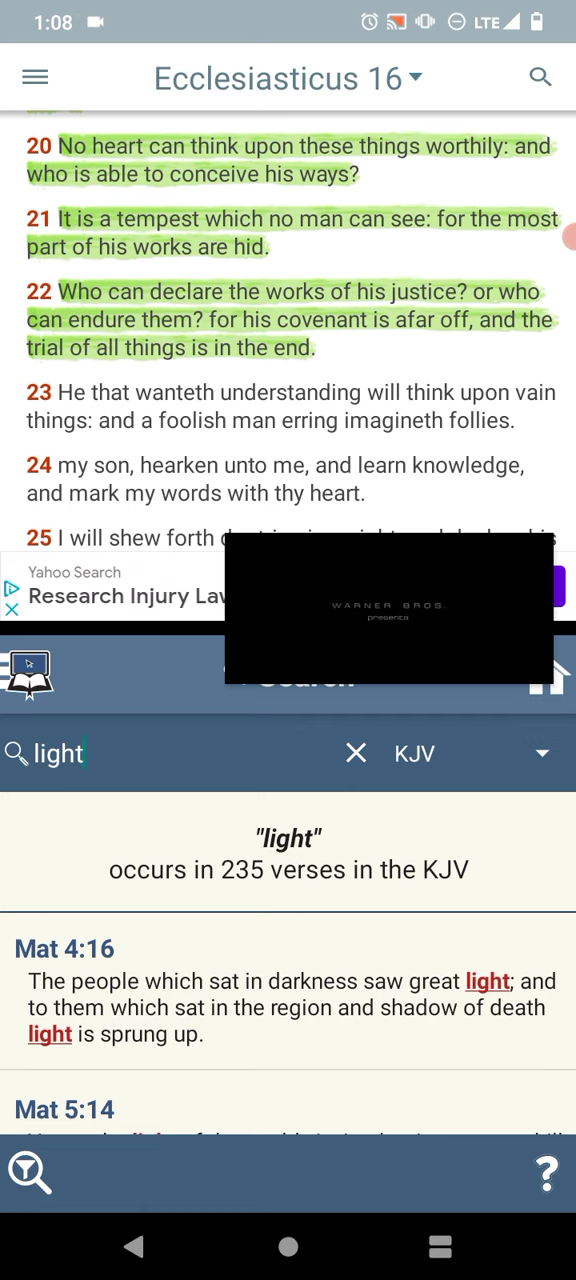 1:08
LTE
Ecclesiasticus 16
20 No heart can think upon these things worthily: and
who is able to conceive his ways?
21 It is a tempest which no man can see: for the most
part of his works are hid.
22 Who can declare the works of his justice? or who
can endure them? for his covenant is afar off, and the
trial of all things is in the end.
23 He that wanteth understanding will think upon vain
things: and a foolish man erring imagineth follies.
24 my son, hearken unto me, and learn knowledge,
and mark my words with thy heart.
25 I will shew forth
Yahoo Search
Research Injury La
WARNER BROS.
presents
Search
light
KJV
"light"
occurs in 235 verses in the KJV
Mat 4:16
The people which sat in darkness saw great light; and
to them which sat in the region and shadow of death
light is sprung up.
Mat 5:14
?